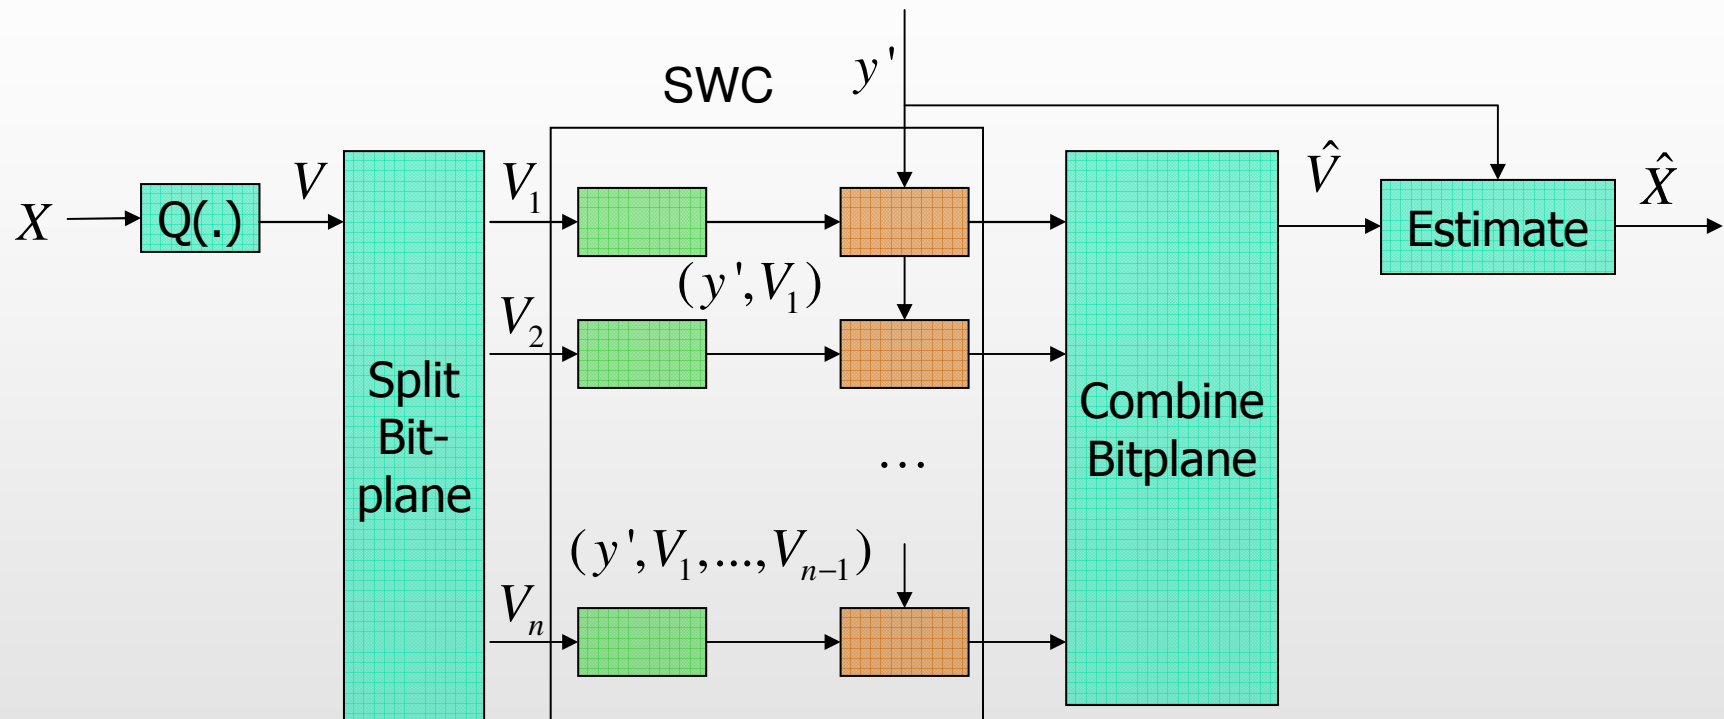 SWC
y'
X
Q(.)
V
Split
Bit-
plane
V₁
V₂
Vₙ
(y',V₁)
…
(y',V₁,...,Vₙ₋₁)
Combine
Bitplane
V̂
Estimate
X̂